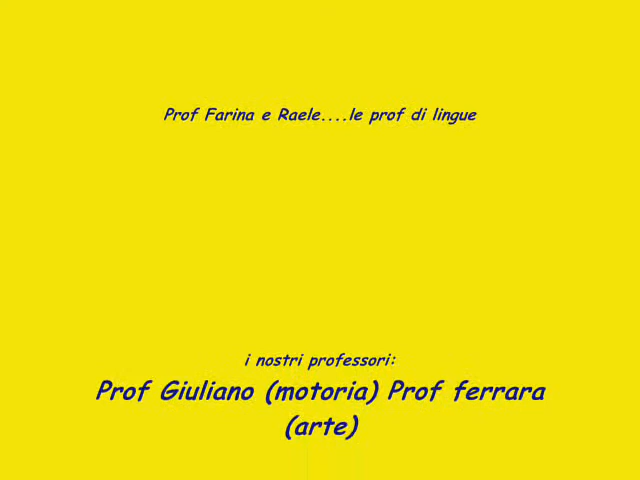 Prof Farina e Raele....le prof di lingue
i nostri professori:
Prof Giuliano (motoria) Prof ferrara
(arte)